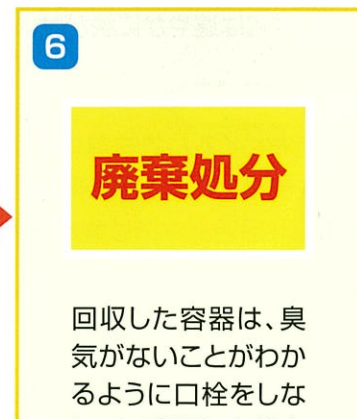 6
廃棄処分
回収した容器は、臭
気がないことがわか
るように口栓をしな